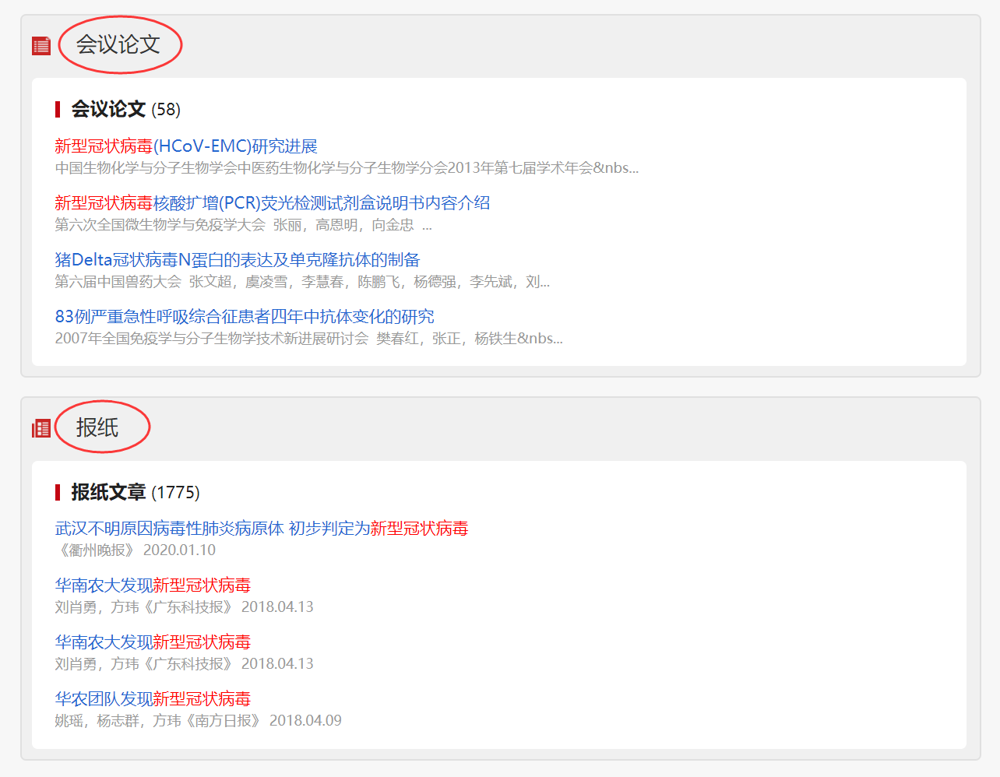 会议论文
会议论文 (58)
新型冠状病毒(HCoV-EMC)研究进展
中国生物化学与分子生物学会中医药生物化学与分子生物学分会2013年第七届学术年会&nbs...
新型冠状病毒核酸扩增(PCR)荧光检测试剂盒说明书内容介绍
第六次全国微生物学与免疫学大会 张丽，高恩明，向金忠 ...
猪Delta冠状病毒N蛋白的表达及单克隆抗体的制备
第六届中国兽药大会 张文超，虞凌雪，李慧春，陈鹏飞，杨德强，李先斌，刘...
83例严重急性呼吸综合征患者四年中抗体变化的研究
2007年全国免疫学与分子生物学技术新进展研讨会 樊春红，张正，杨铁生&nbs...
报纸
报纸文章 (1775)
武汉不明原因病毒性肺炎病原体 初步判定为新型冠状病毒
《衢州晚报》 2020.01.10
华南农大发现新型冠状病毒
刘肖勇，方玮《广东科技报》 2018.04.13
华南农大发现新型冠状病毒
刘肖勇，方玮《广东科技报》 2018.04.13
华农团队发现新型冠状病毒
姚瑶，杨志群，方玮《南方日报》 2018.04.09